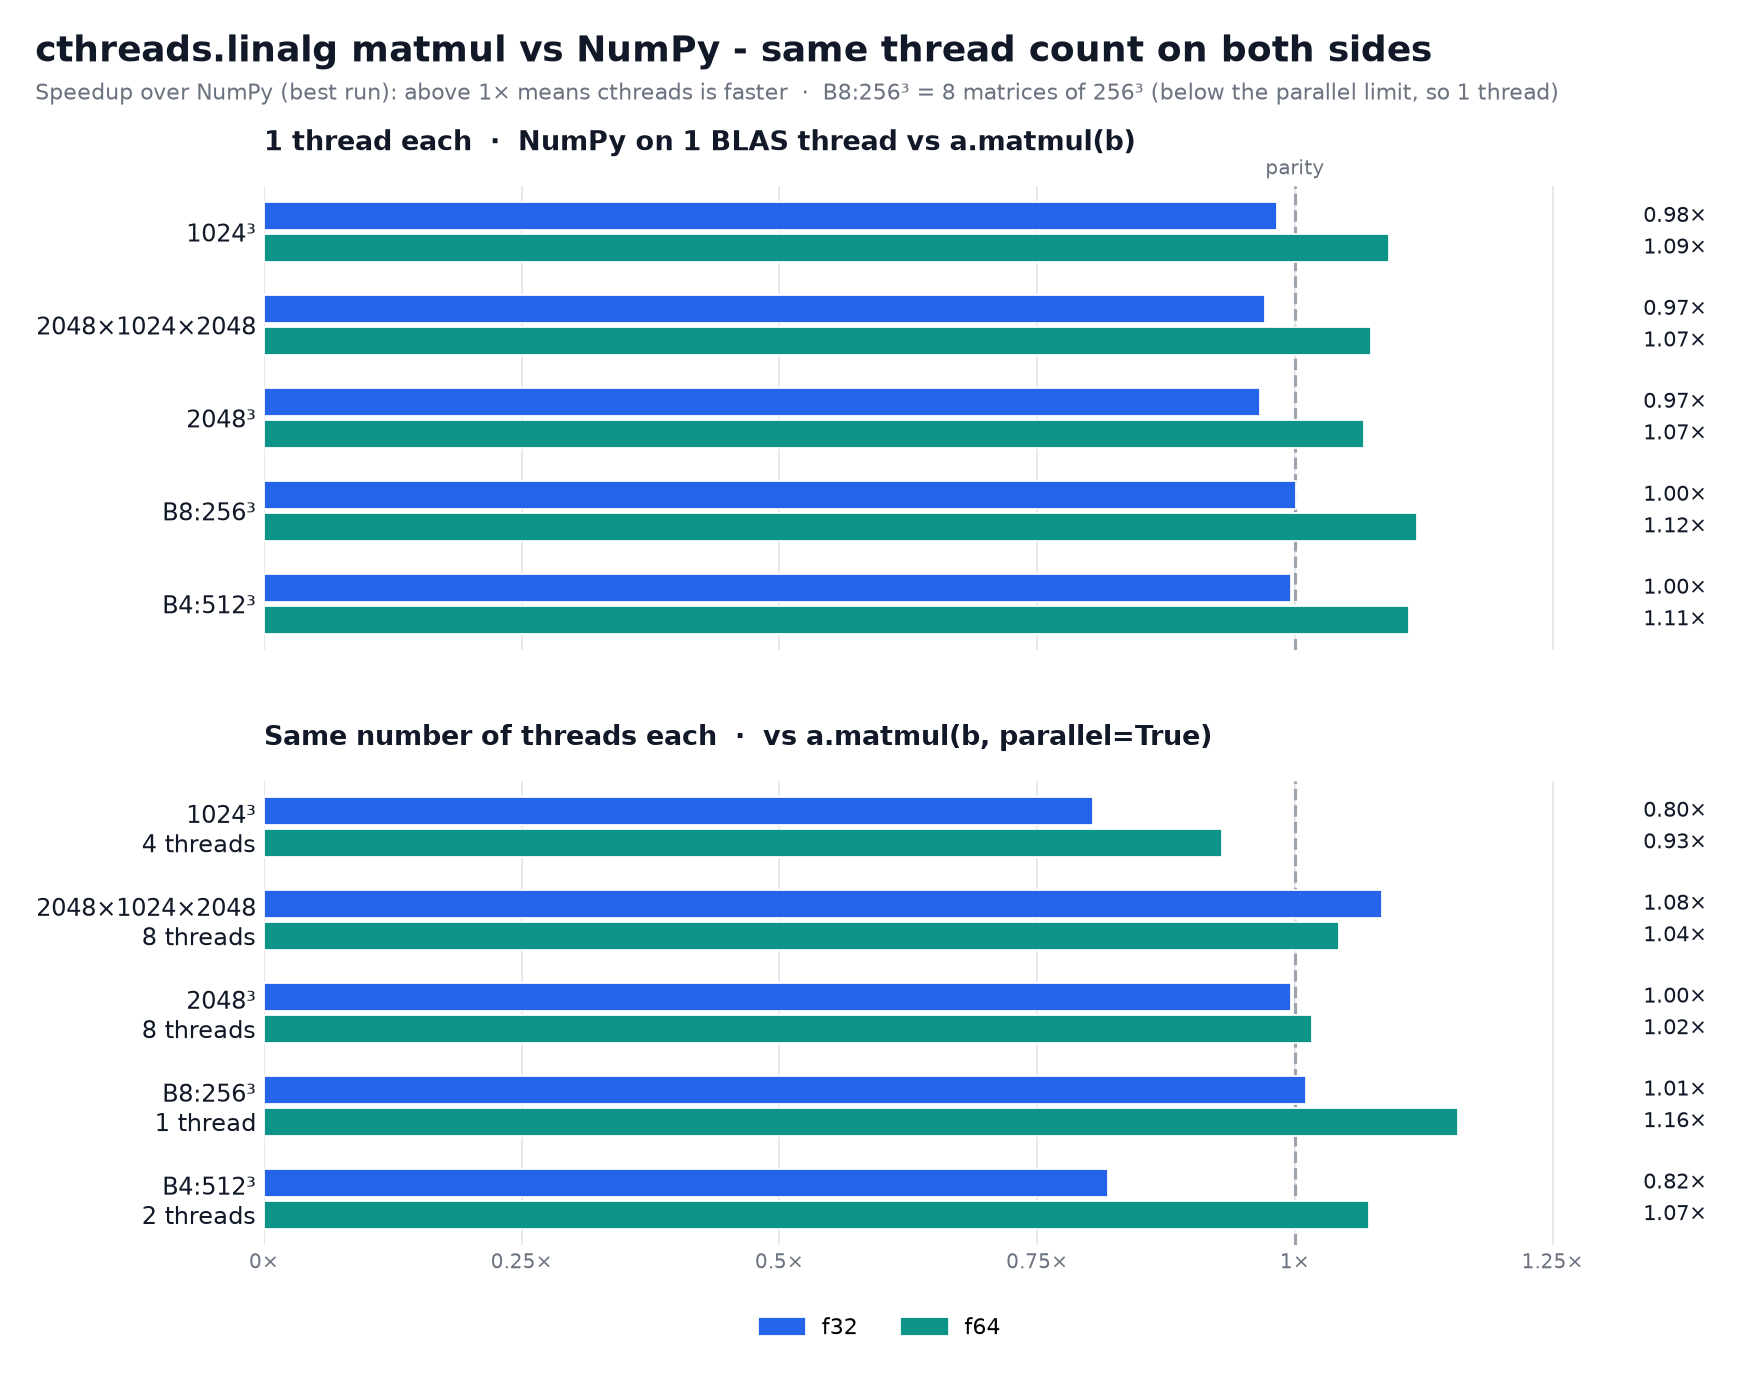 cthreads.linalg matmul vs NumPy - same thread count on both sides
Speedup over NumPy (best run): above 1× means cthreads is faster · B8:256³ = 8 matrices of 256³ (below the parallel limit, so 1 thread)
1 thread each · NumPy on 1 BLAS thread vs a.matmul(b)
parity
1024³
0.98×
1.09×
2048×1024×2048
0.97×
1.07×
2048³
0.97×
1.07×
B8:256³
1.00×
1.12×
B4:512³
1.00×
1.11×
Same number of threads each · vs a.matmul(b, parallel=True)
1024³
4 threads
0.80×
0.93×
2048×1024×2048
8 threads
1.08×
1.04×
2048³
8 threads
1.00×
1.02×
B8:256³
1 thread
1.01×
1.16×
B4:512³
2 threads
0.82×
1.07×
0× 0.25× 0.5× 0.75× 1× 1.25×
f32 f64